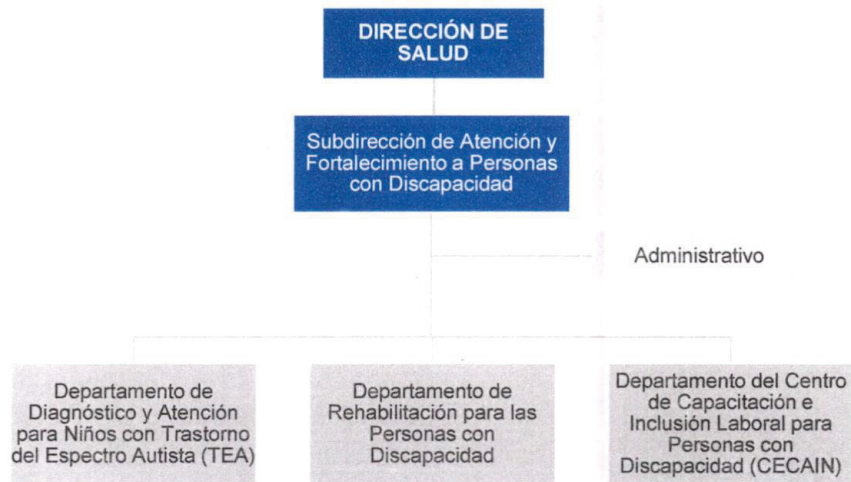 DIRECCIÓN DE
SALUD
Subdirección de Atención y
Fortalecimiento a Personas
con Discapacidad
Administrativo
Departamento de
Diagnóstico y Atención
para Niños con Trastorno
del Espectro Autista (TEA)
Departamento de
Rehabilitación para las
Personas con
Discapacidad
Departamento del Centro
de Capacitación e
Inclusión Laboral para
Personas con
Discapacidad (CECAIN)